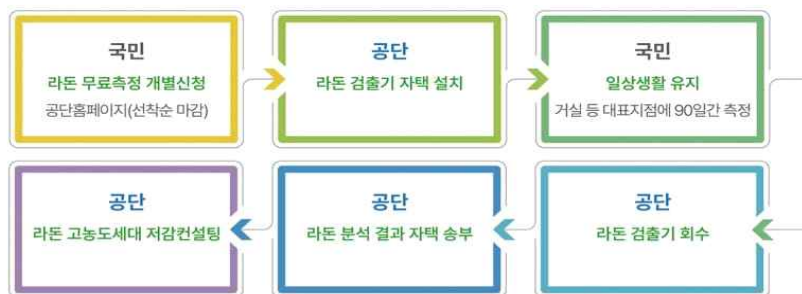 국민
라돈 무료측정 개별신청
공단홈페이지(선착순 마감)
공단
라돈 검출기 자택 설치
국민
일상생활 유지
거실 등 대표지점에 90일간 측정
공단
라돈 검출기 회수
공단
라돈 분석 결과 자택 송부
공단
라돈 고농도세대 저감컨설팅